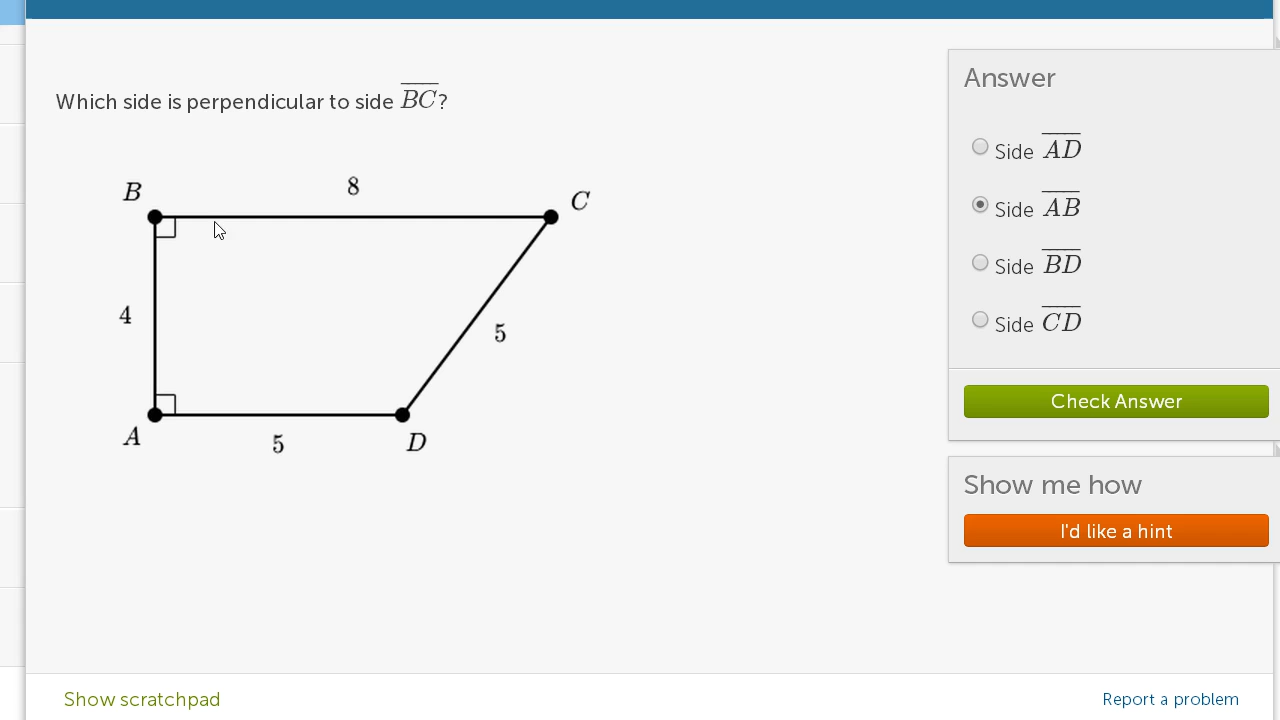 Which side is perpendicular to side BC?
B
8
C
4
5
A
5
D
Answer
Side AD
Side AB
Side BD
Side CD
Check Answer
Show me how
I'd like a hint
Show scratchpad
Report a problem